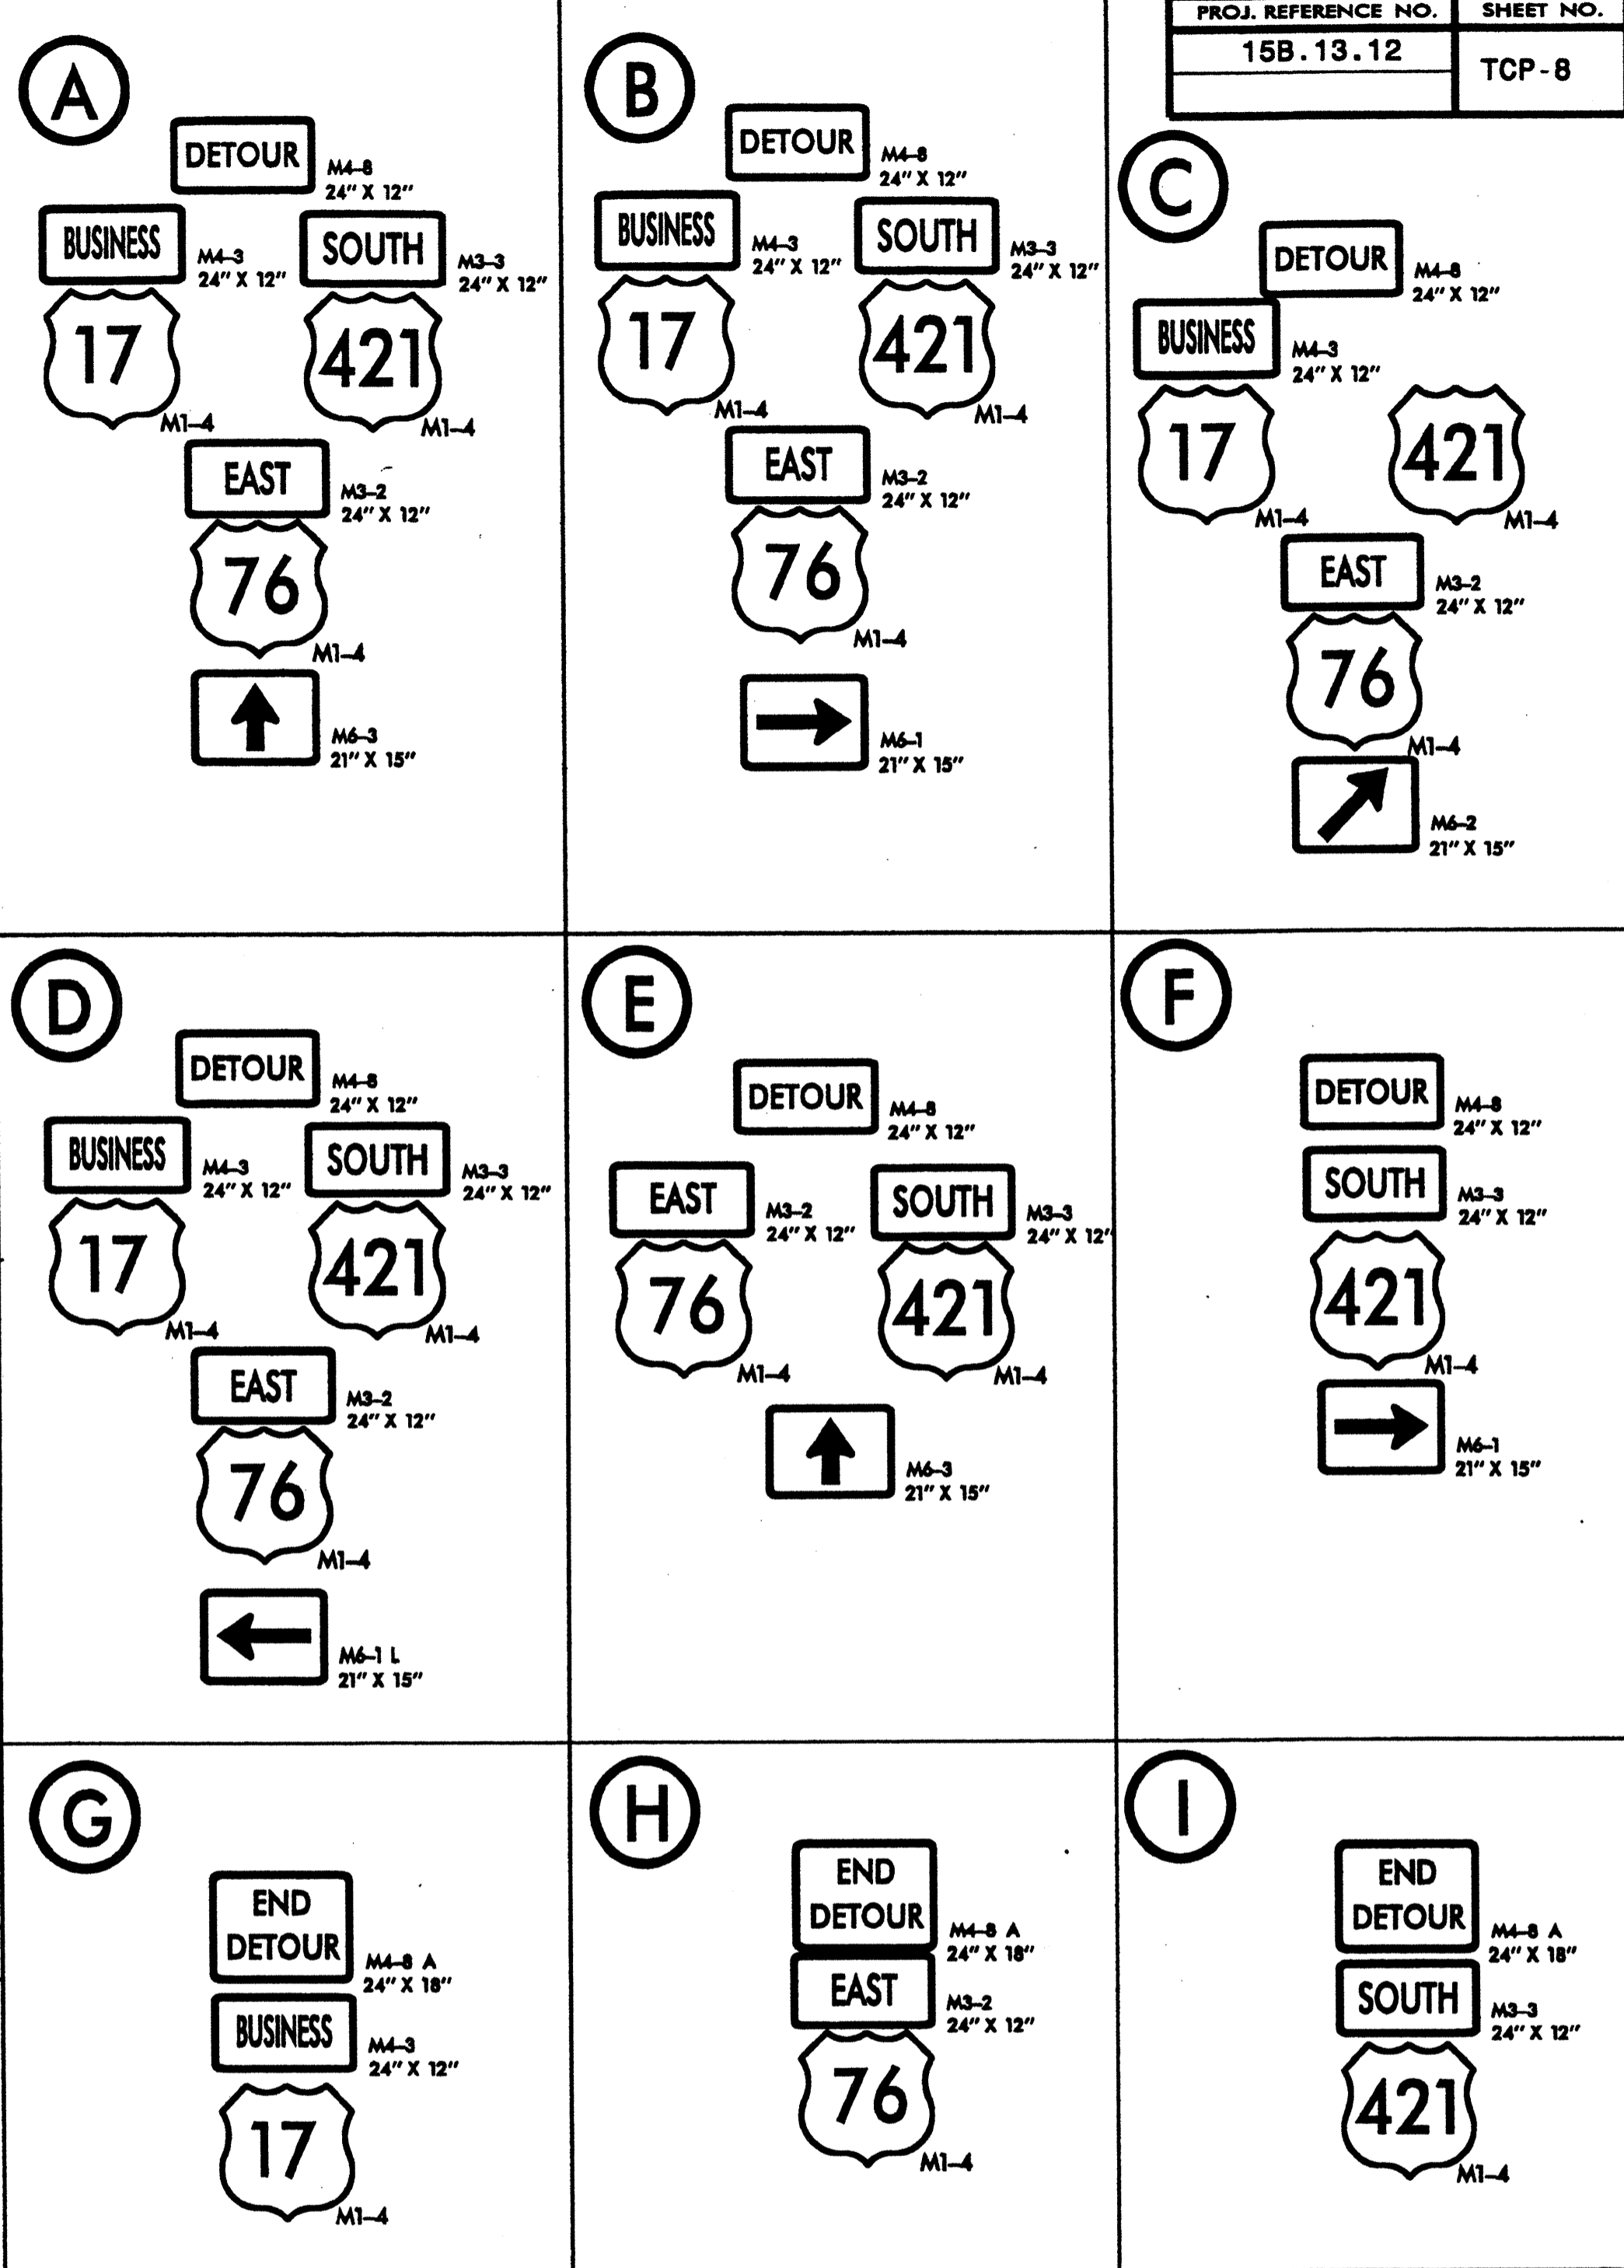 PROJ. REFERENCE NO. SHEET NO.
15B.13.12 TCP-8
A
DETOUR
M4-8
24" X 12"
BUSINESS
M4-3
24" X 12"
SOUTH
M3-3
24" X 12"
17
M1-4
421
M1-4
EAST
M3-2
24" X 12"
76
M1-4
M6-3
21" X 15"
B
DETOUR
M4-8
24" X 12"
BUSINESS
M4-3
24" X 12"
SOUTH
M3-3
24" X 12"
17
M1-4
421
M1-4
EAST
M3-2
24" X 12"
76
M1-4
M6-1
21" X 15"
C
DETOUR
M4-8
24" X 12"
BUSINESS
M4-3
24" X 12"
17
M1-4
421
M1-4
EAST
M3-2
24" X 12"
76
M1-4
M6-2
21" X 15"
D
DETOUR
M4-8
24" X 12"
BUSINESS
M4-3
24" X 12"
SOUTH
M3-3
24" X 12"
17
M1-4
421
M1-4
EAST
M3-2
24" X 12"
76
M1-4
M6-1 L
21" X 15"
E
DETOUR
M4-8
24" X 12"
EAST
M3-2
24" X 12"
SOUTH
M3-3
24" X 12"
76
M1-4
421
M1-4
M6-3
21" X 15"
F
DETOUR
M4-8
24" X 12"
SOUTH
M3-3
24" X 12"
421
M1-4
M6-1
21" X 15"
G
END
DETOUR
M4-8 A
24" X 18"
BUSINESS
M4-3
24" X 12"
17
M1-4
H
END
DETOUR
M4-8 A
24" X 18"
EAST
M3-2
24" X 12"
76
M1-4
I
END
DETOUR
M4-8 A
24" X 18"
SOUTH
M3-3
24" X 12"
421
M1-4